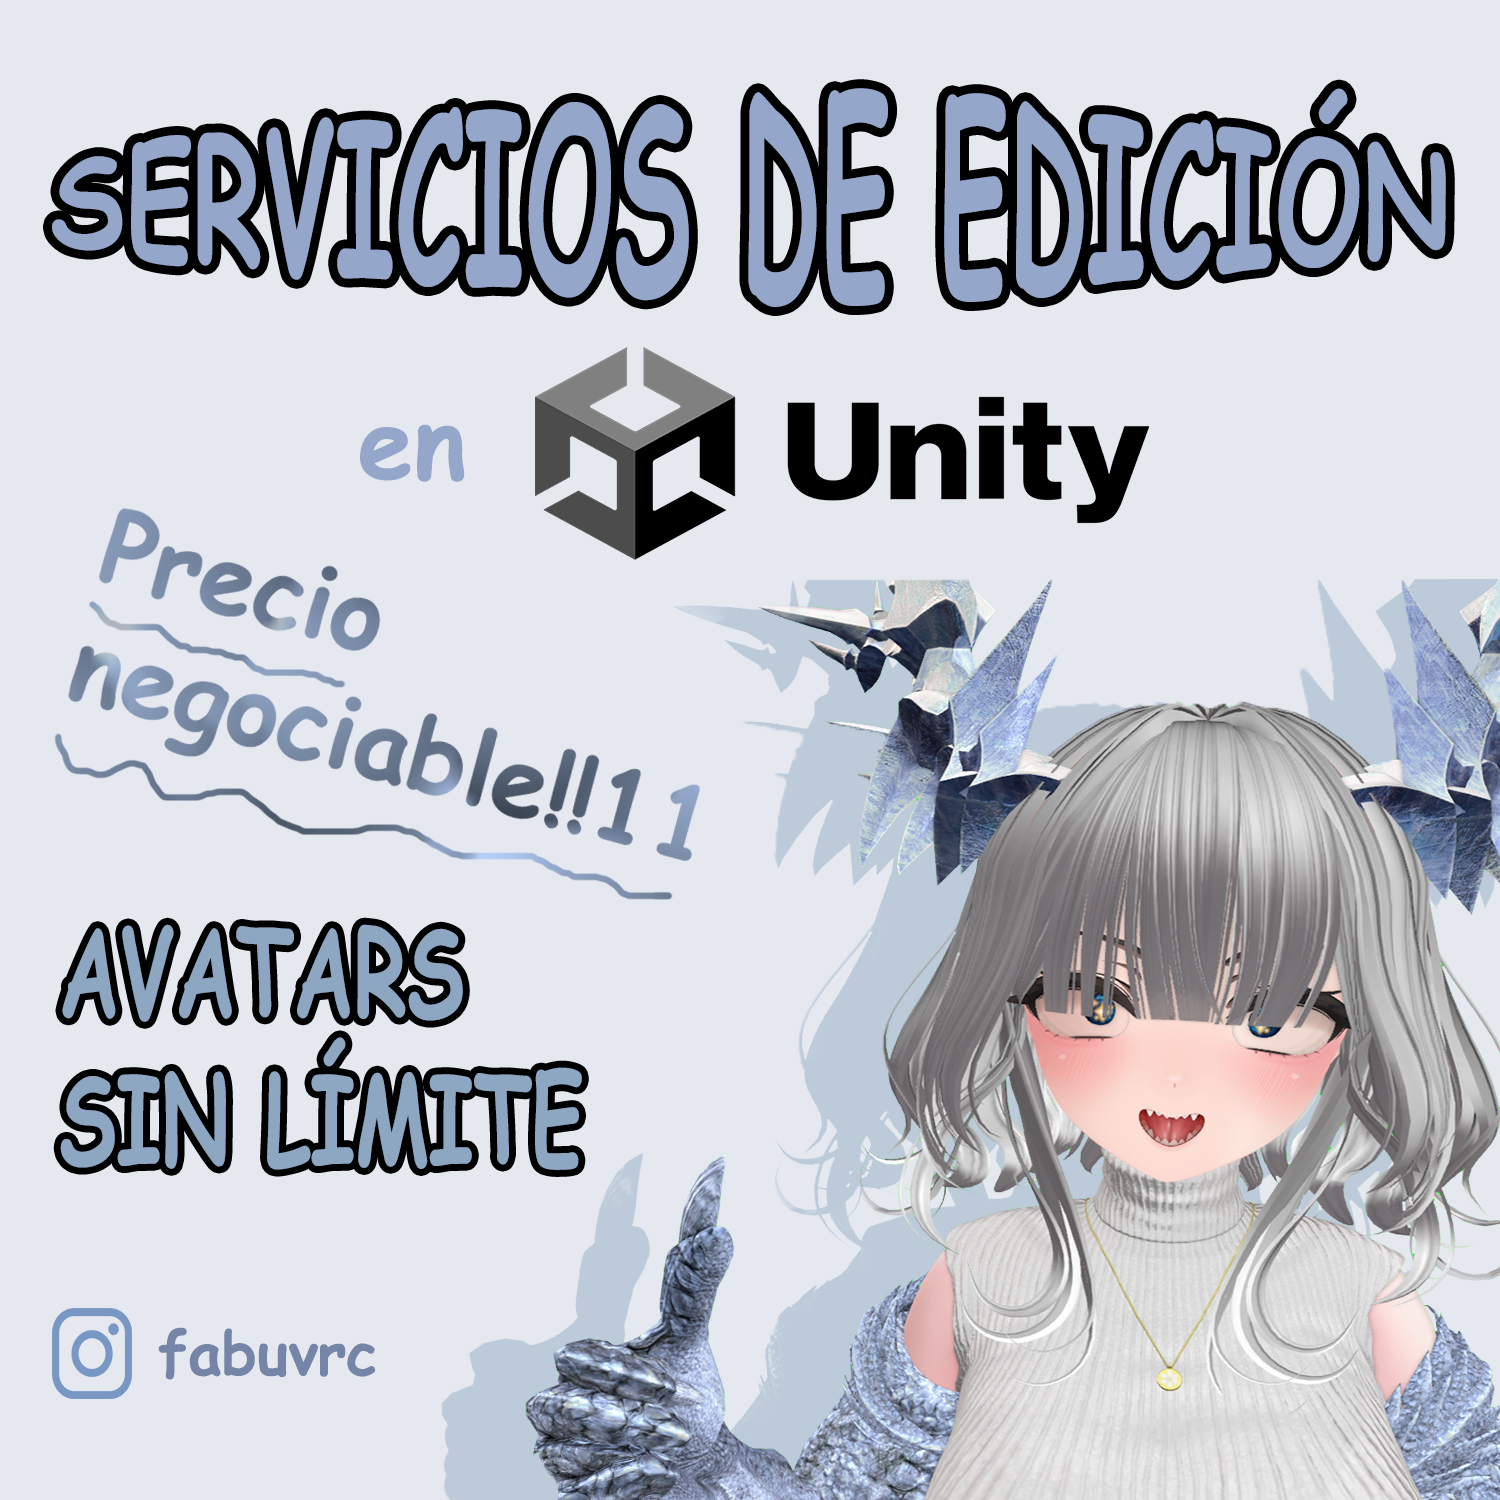 SERVICIOS DE EDICIÓN
en Unity
Precio
negociable!!11
AVATARS
SIN LÍMITE
fabuvrc